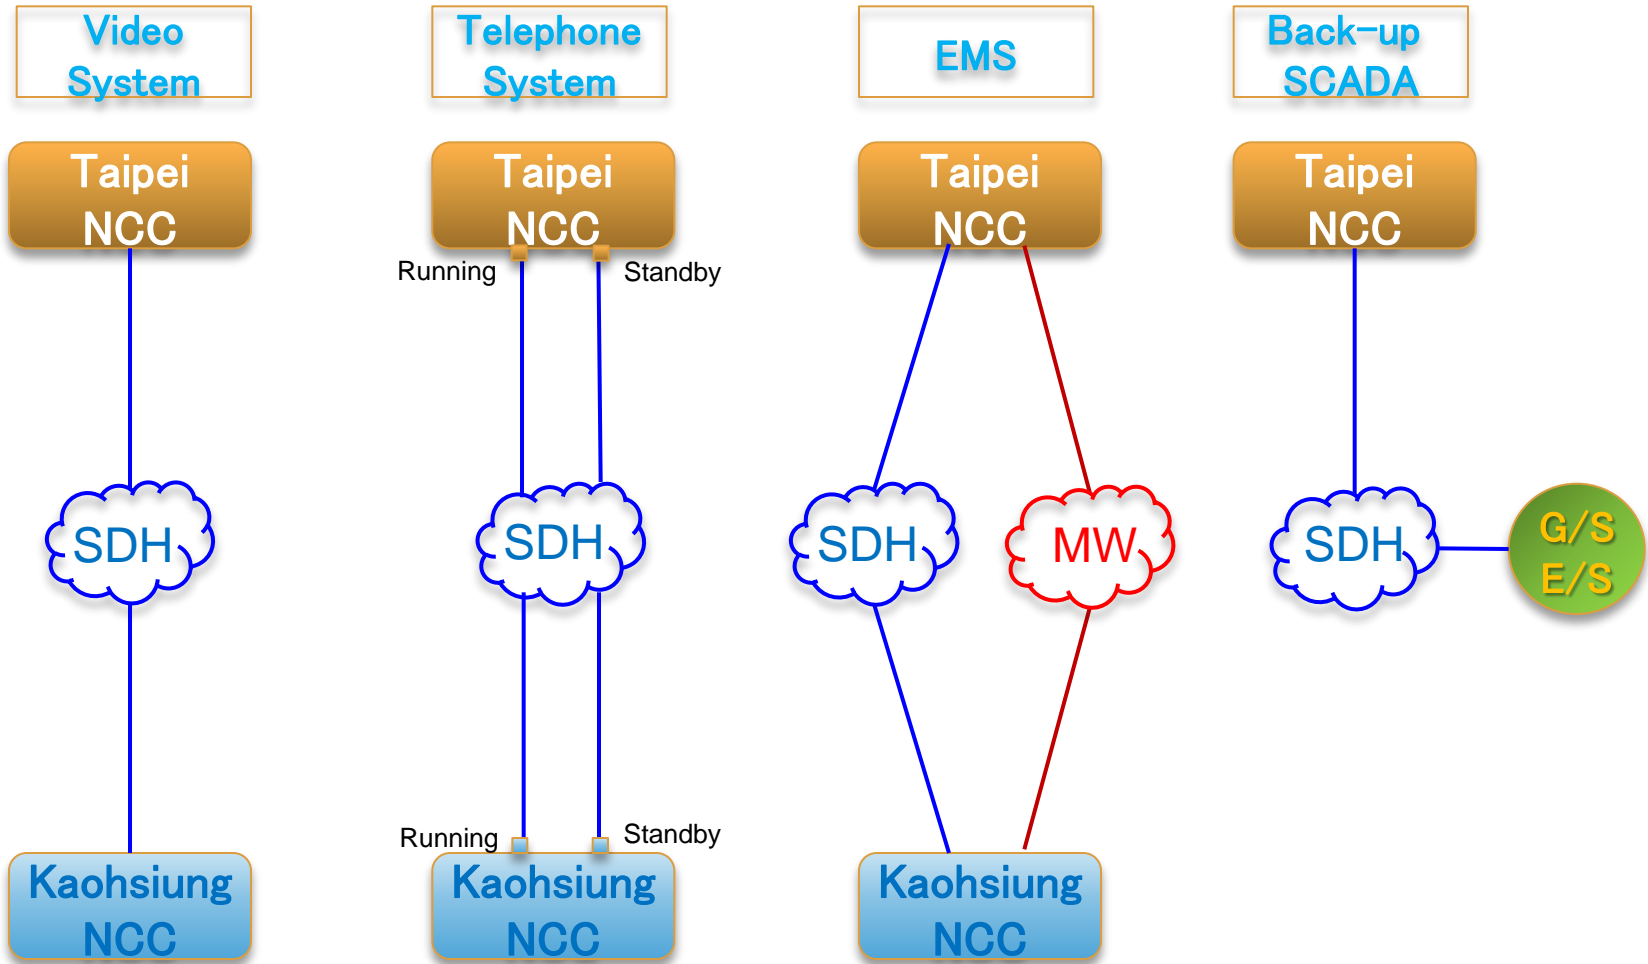 Video
System
Telephone
System
EMS
Back-up
SCADA
Taipei
NCC
Taipei
NCC
Taipei
NCC
Taipei
NCC
Running
Standby
SDH
SDH
SDH
MW
SDH
G/S
E/S
Running
Standby
Kaohsiung
NCC
Kaohsiung
NCC
Kaohsiung
NCC